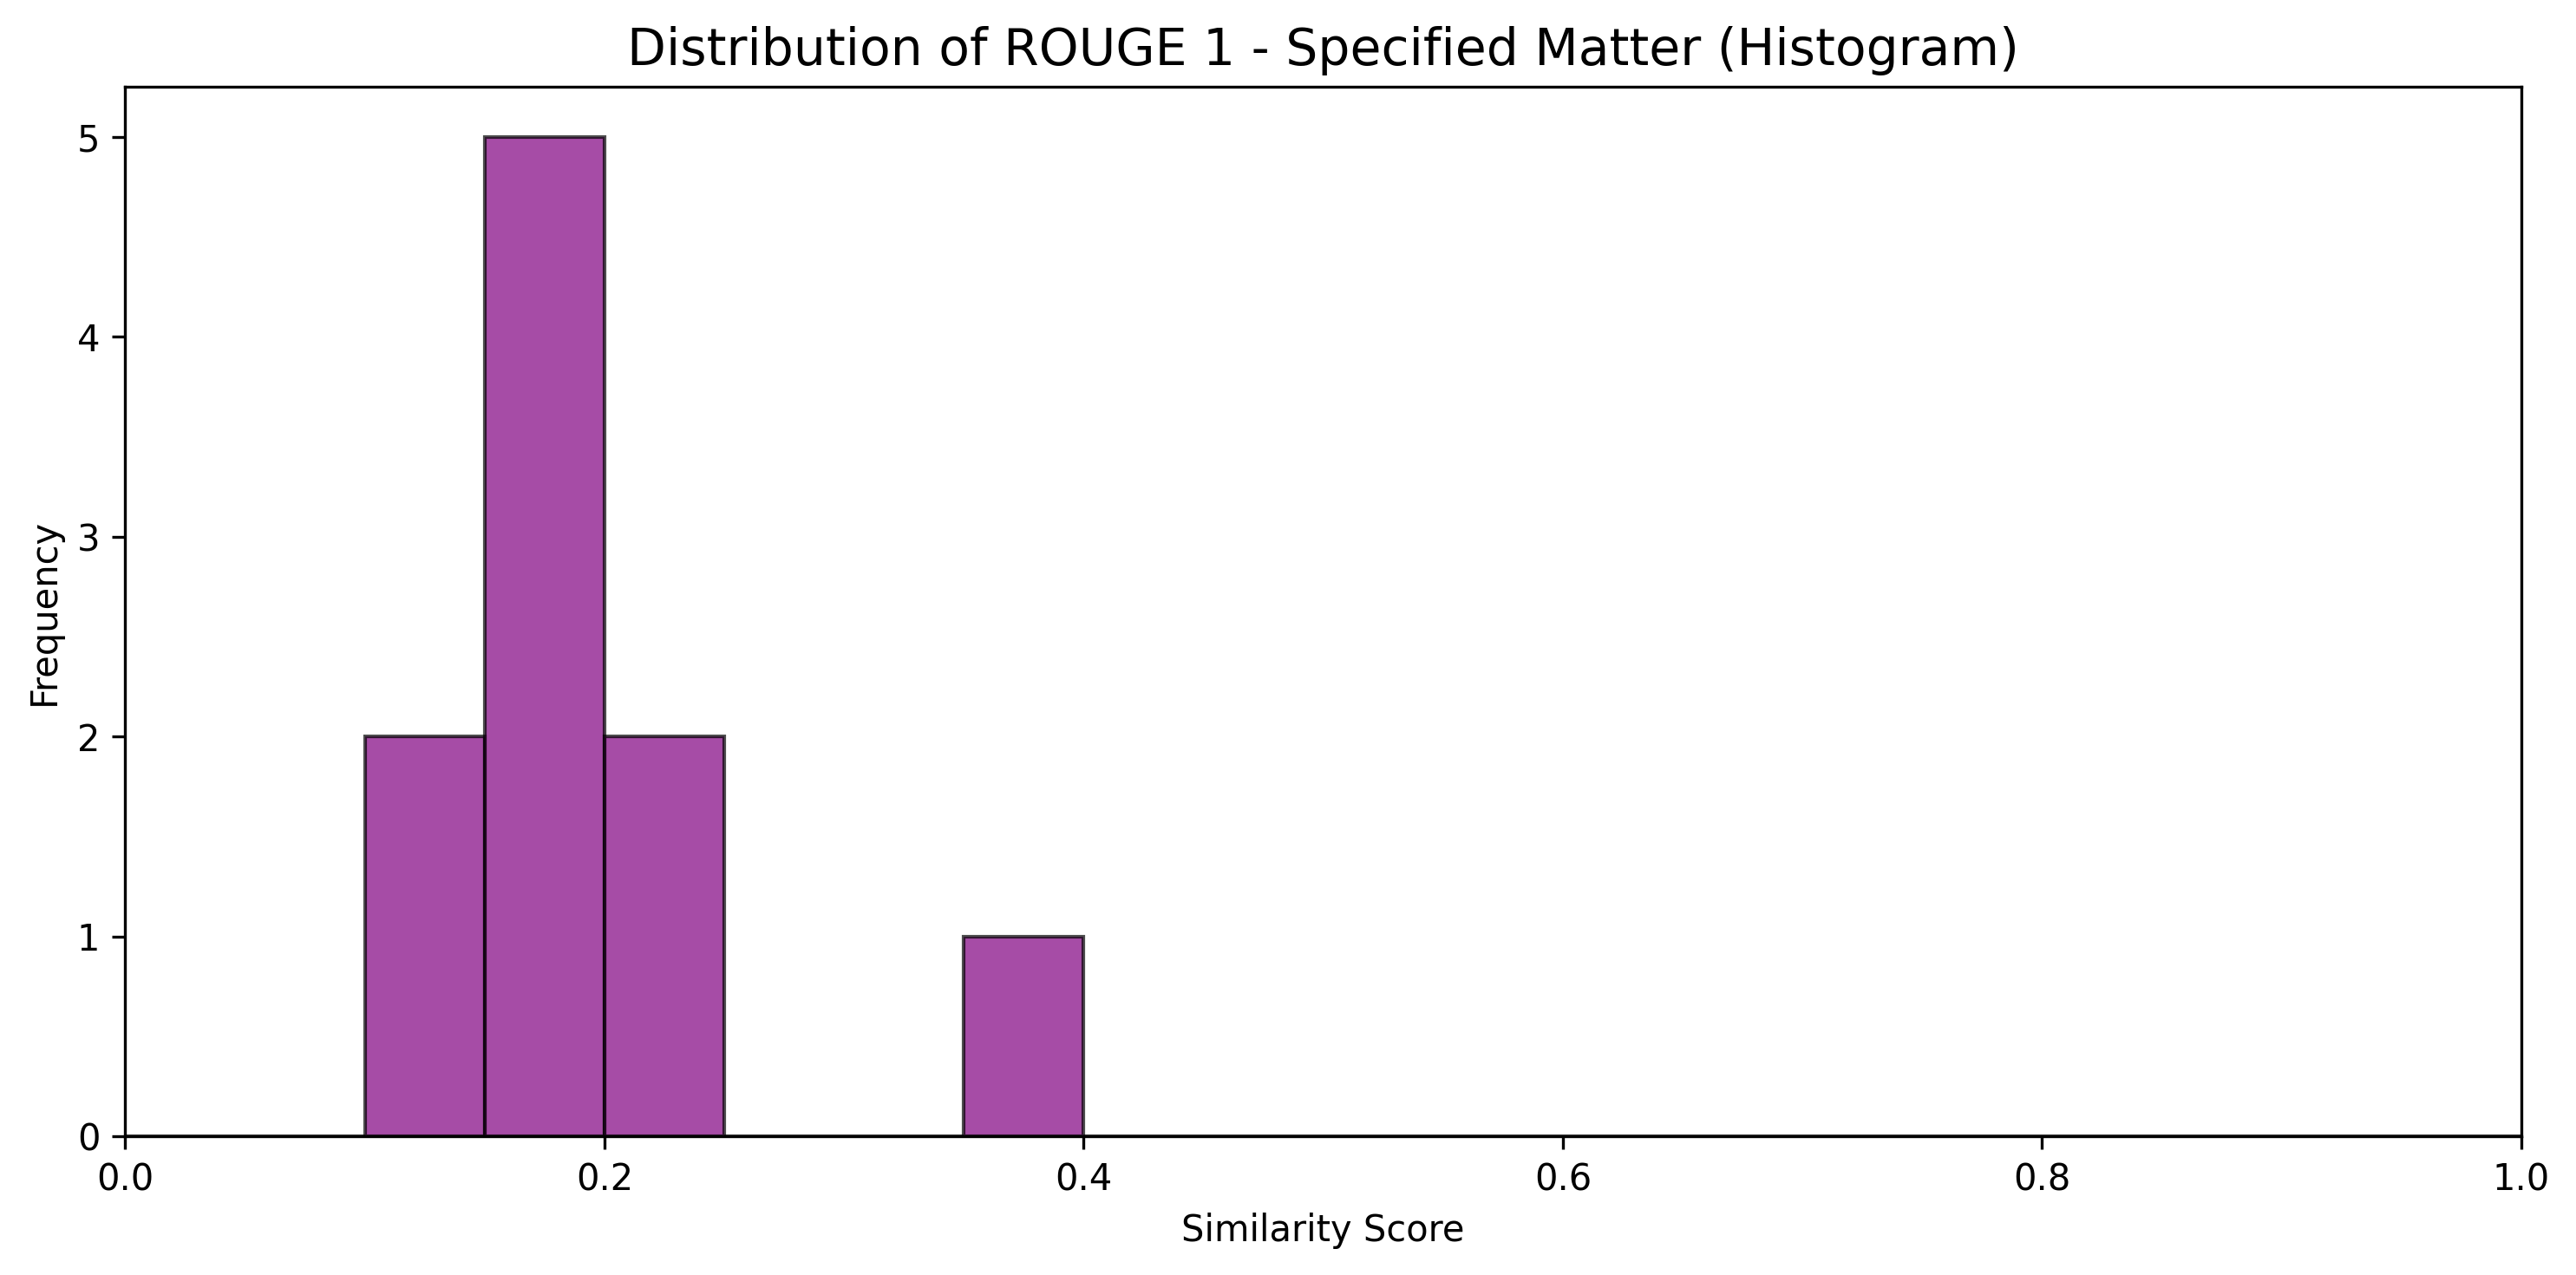 Distribution of ROUGE 1 - Specified Matter (Histogram)
Frequency
5
4
3
2
1
0
0.0 0.2 0.4 0.6 0.8 1.0
Similarity Score